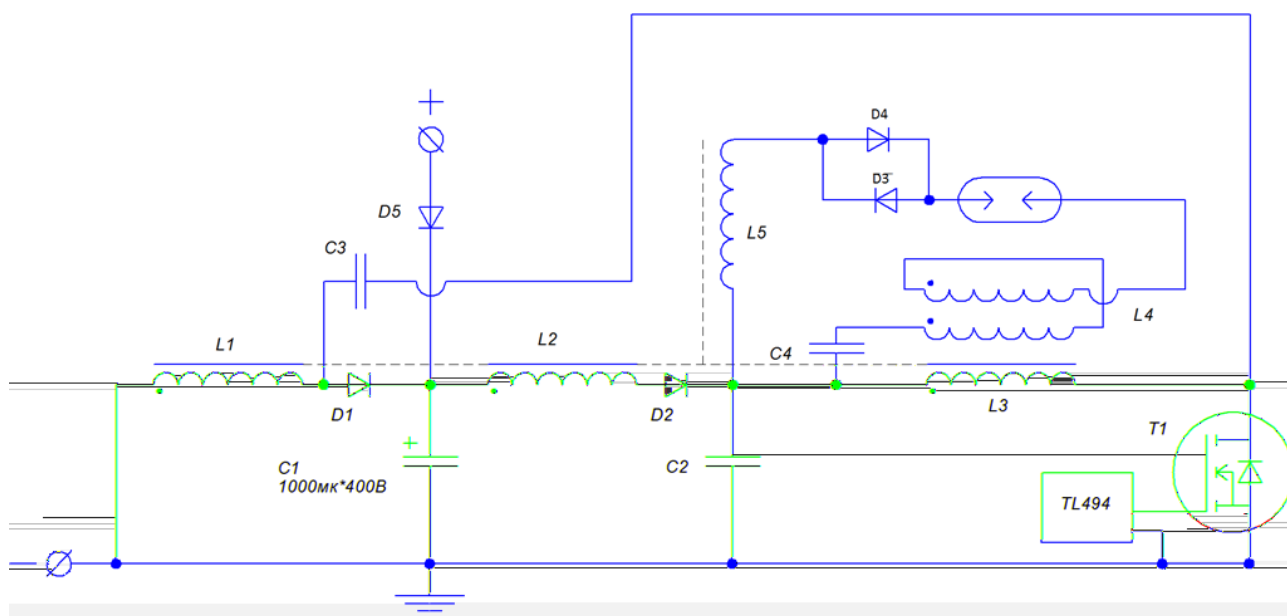 +
D4
D3
D5
L5
C3
L4
L1
L2
C4
D1
D2
L3
T1
+
C1
1000мк*400В
C2
TL494
−